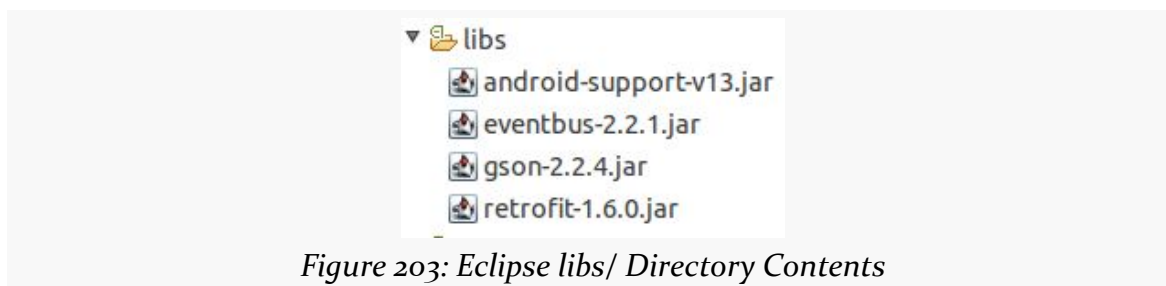 libs
android-support-v13.jar
eventbus-2.2.1.jar
gson-2.2.4.jar
retrofit-1.6.0.jar
Figure 203: Eclipse libs/ Directory Contents